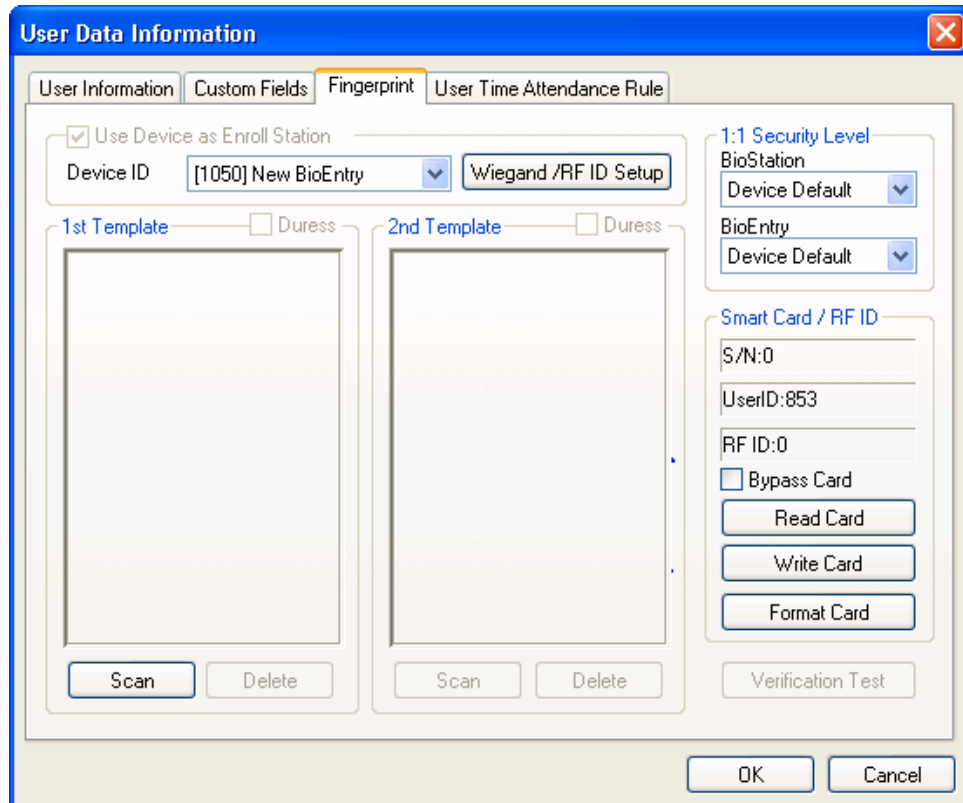 User Data Information
User Information Custom Fields Fingerprint User Time Attendance Rule
Use Device as Enroll Station
Device ID [1050] New BioEntry Wiegand /RF ID Setup
1st Template Duress
2nd Template Duress
Scan Delete
Scan Delete
1:1 Security Level
BioStation
Device Default
BioEntry
Device Default
Smart Card / RF ID
S/N:0
UserID:853
RF ID:0
Bypass Card
Read Card
Write Card
Format Card
Verification Test
OK Cancel